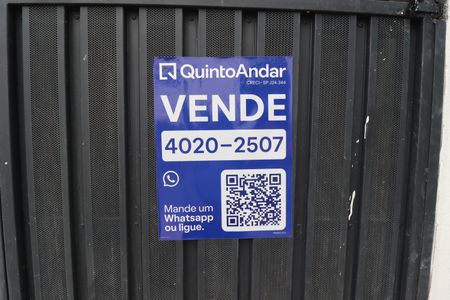 QuintoAndar
CRECI-SP J24.344
VENDE
4020-2507
Mande um
Whatsapp
ou ligue.